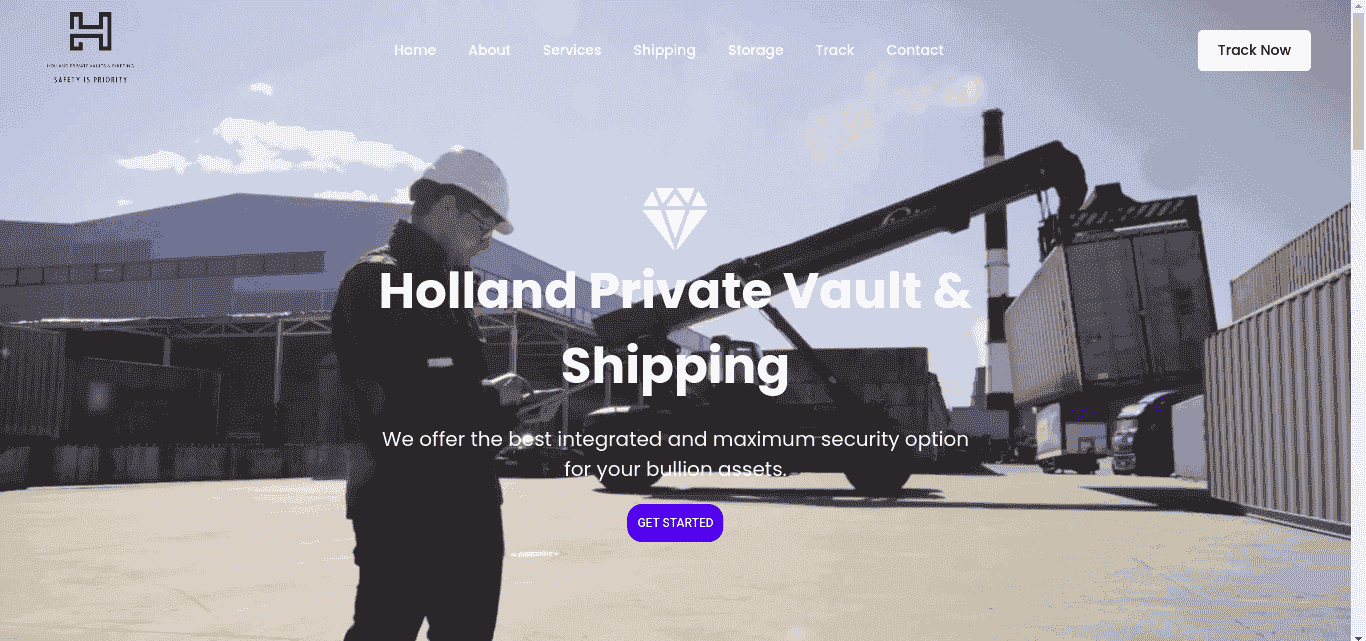 HOLLAND PRIVATE VAULTS & SHIPPING
SAFETY IS PRIORITY
Home About Services Shipping Storage Track Contact
Track Now
Holland Private Vault &
Shipping
We offer the best integrated and maximum security option
for your bullion assets.
GET STARTED